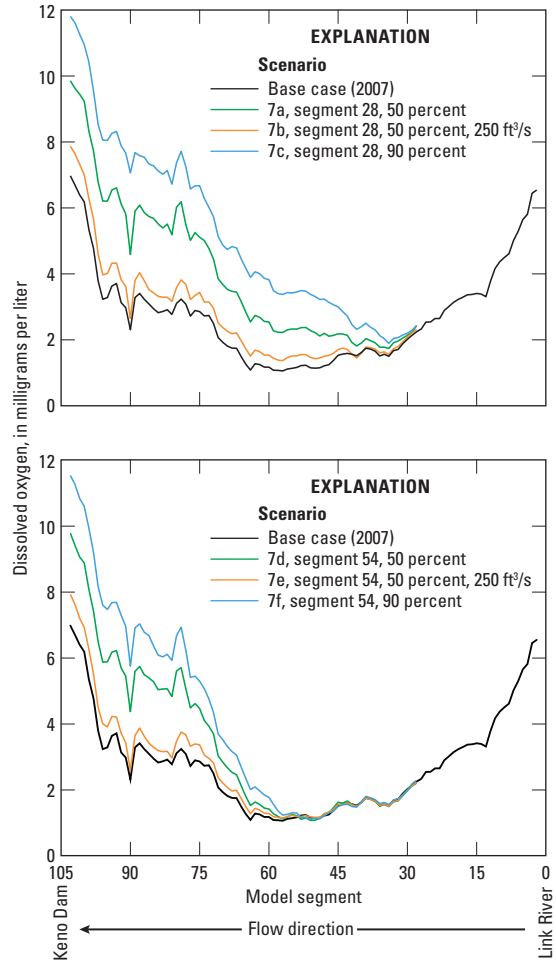 12
10
8
6
4
2
0
EXPLANATION
Scenario
Base case (2007)
7a, segment 28, 50 percent
7b, segment 28, 50 percent, 250 ft³/s
7c, segment 28, 90 percent
Dissolved oxygen, in milligrams per liter
12
10
8
6
4
2
0
EXPLANATION
Scenario
Base case (2007)
7d, segment 54, 50 percent
7e, segment 54, 50 percent, 250 ft³/s
7f, segment 54, 90 percent
105 90 75 60 45 30 15 0
Model segment
Keno Dam
Flow direction
Link River